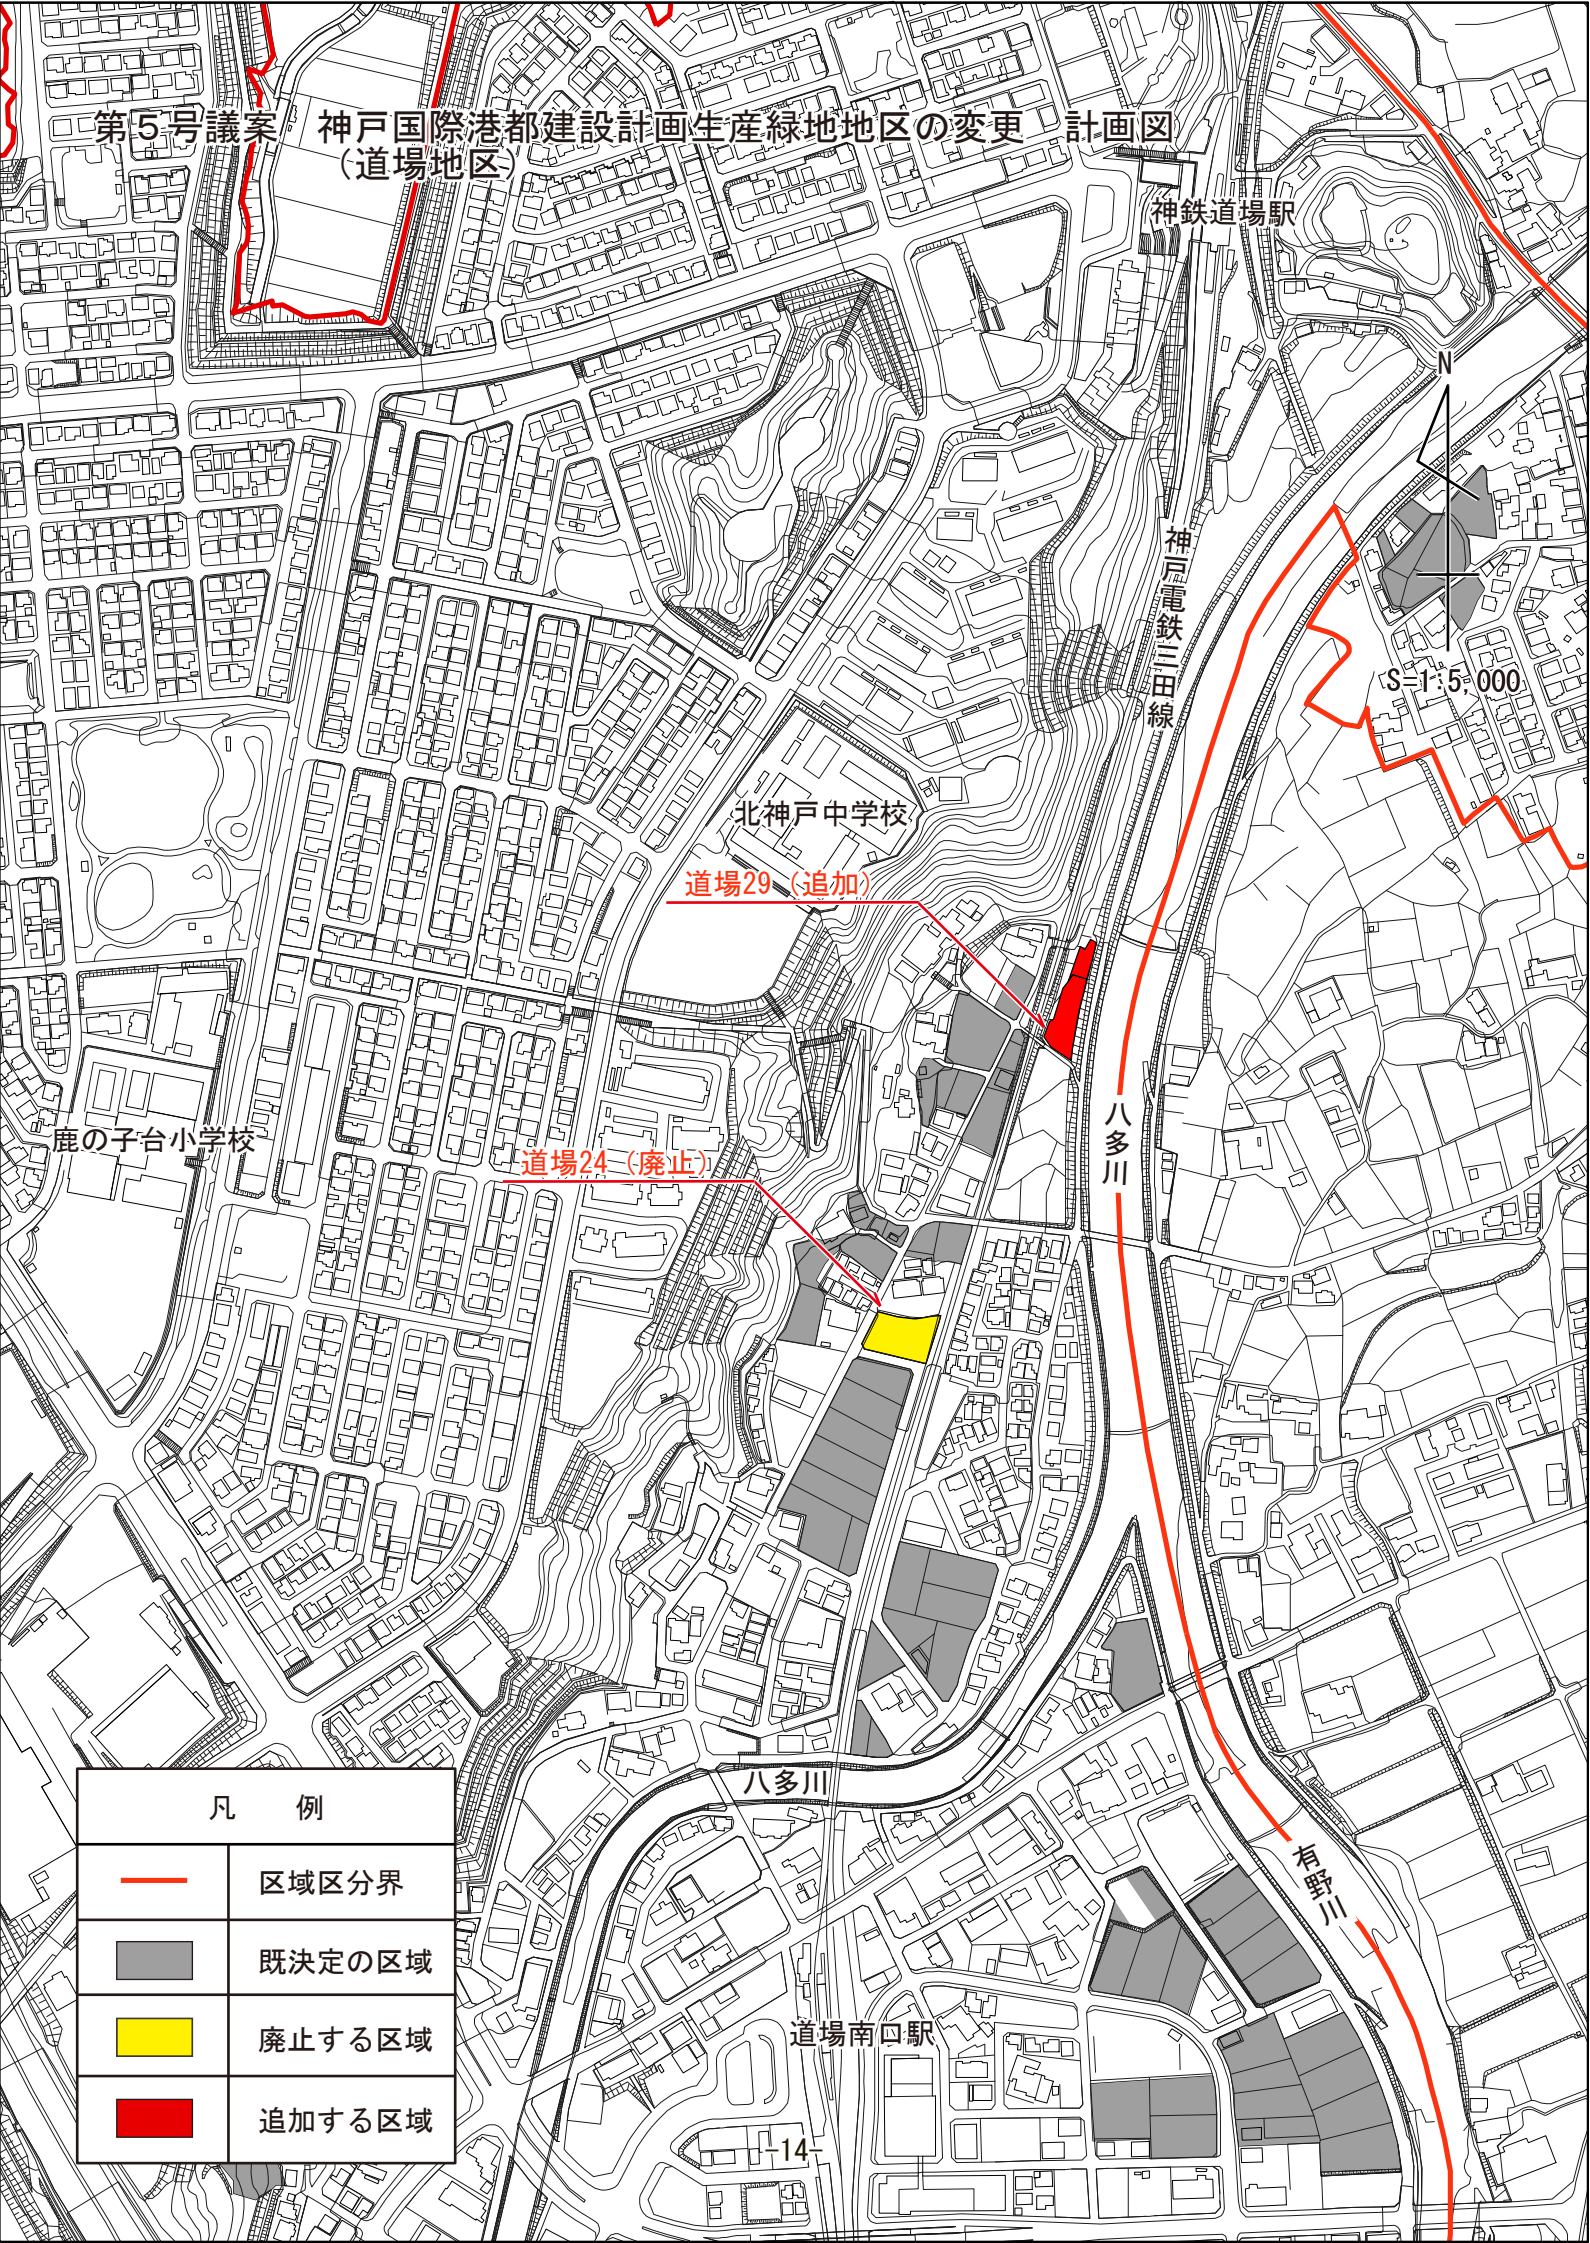 第５号議案　神戸国際港都建設計画生産緑地地区の変更　計画図
（道場地区）
神鉄道場駅
N
S=1:5,000
神戸電鉄三田線
北神戸中学校
道場29（追加）
八多川
鹿の子台小学校
道場24（廃止）
八多川
凡　例
区域区分界
既決定の区域
廃止する区域
追加する区域
有野川
道場南口駅
-14-